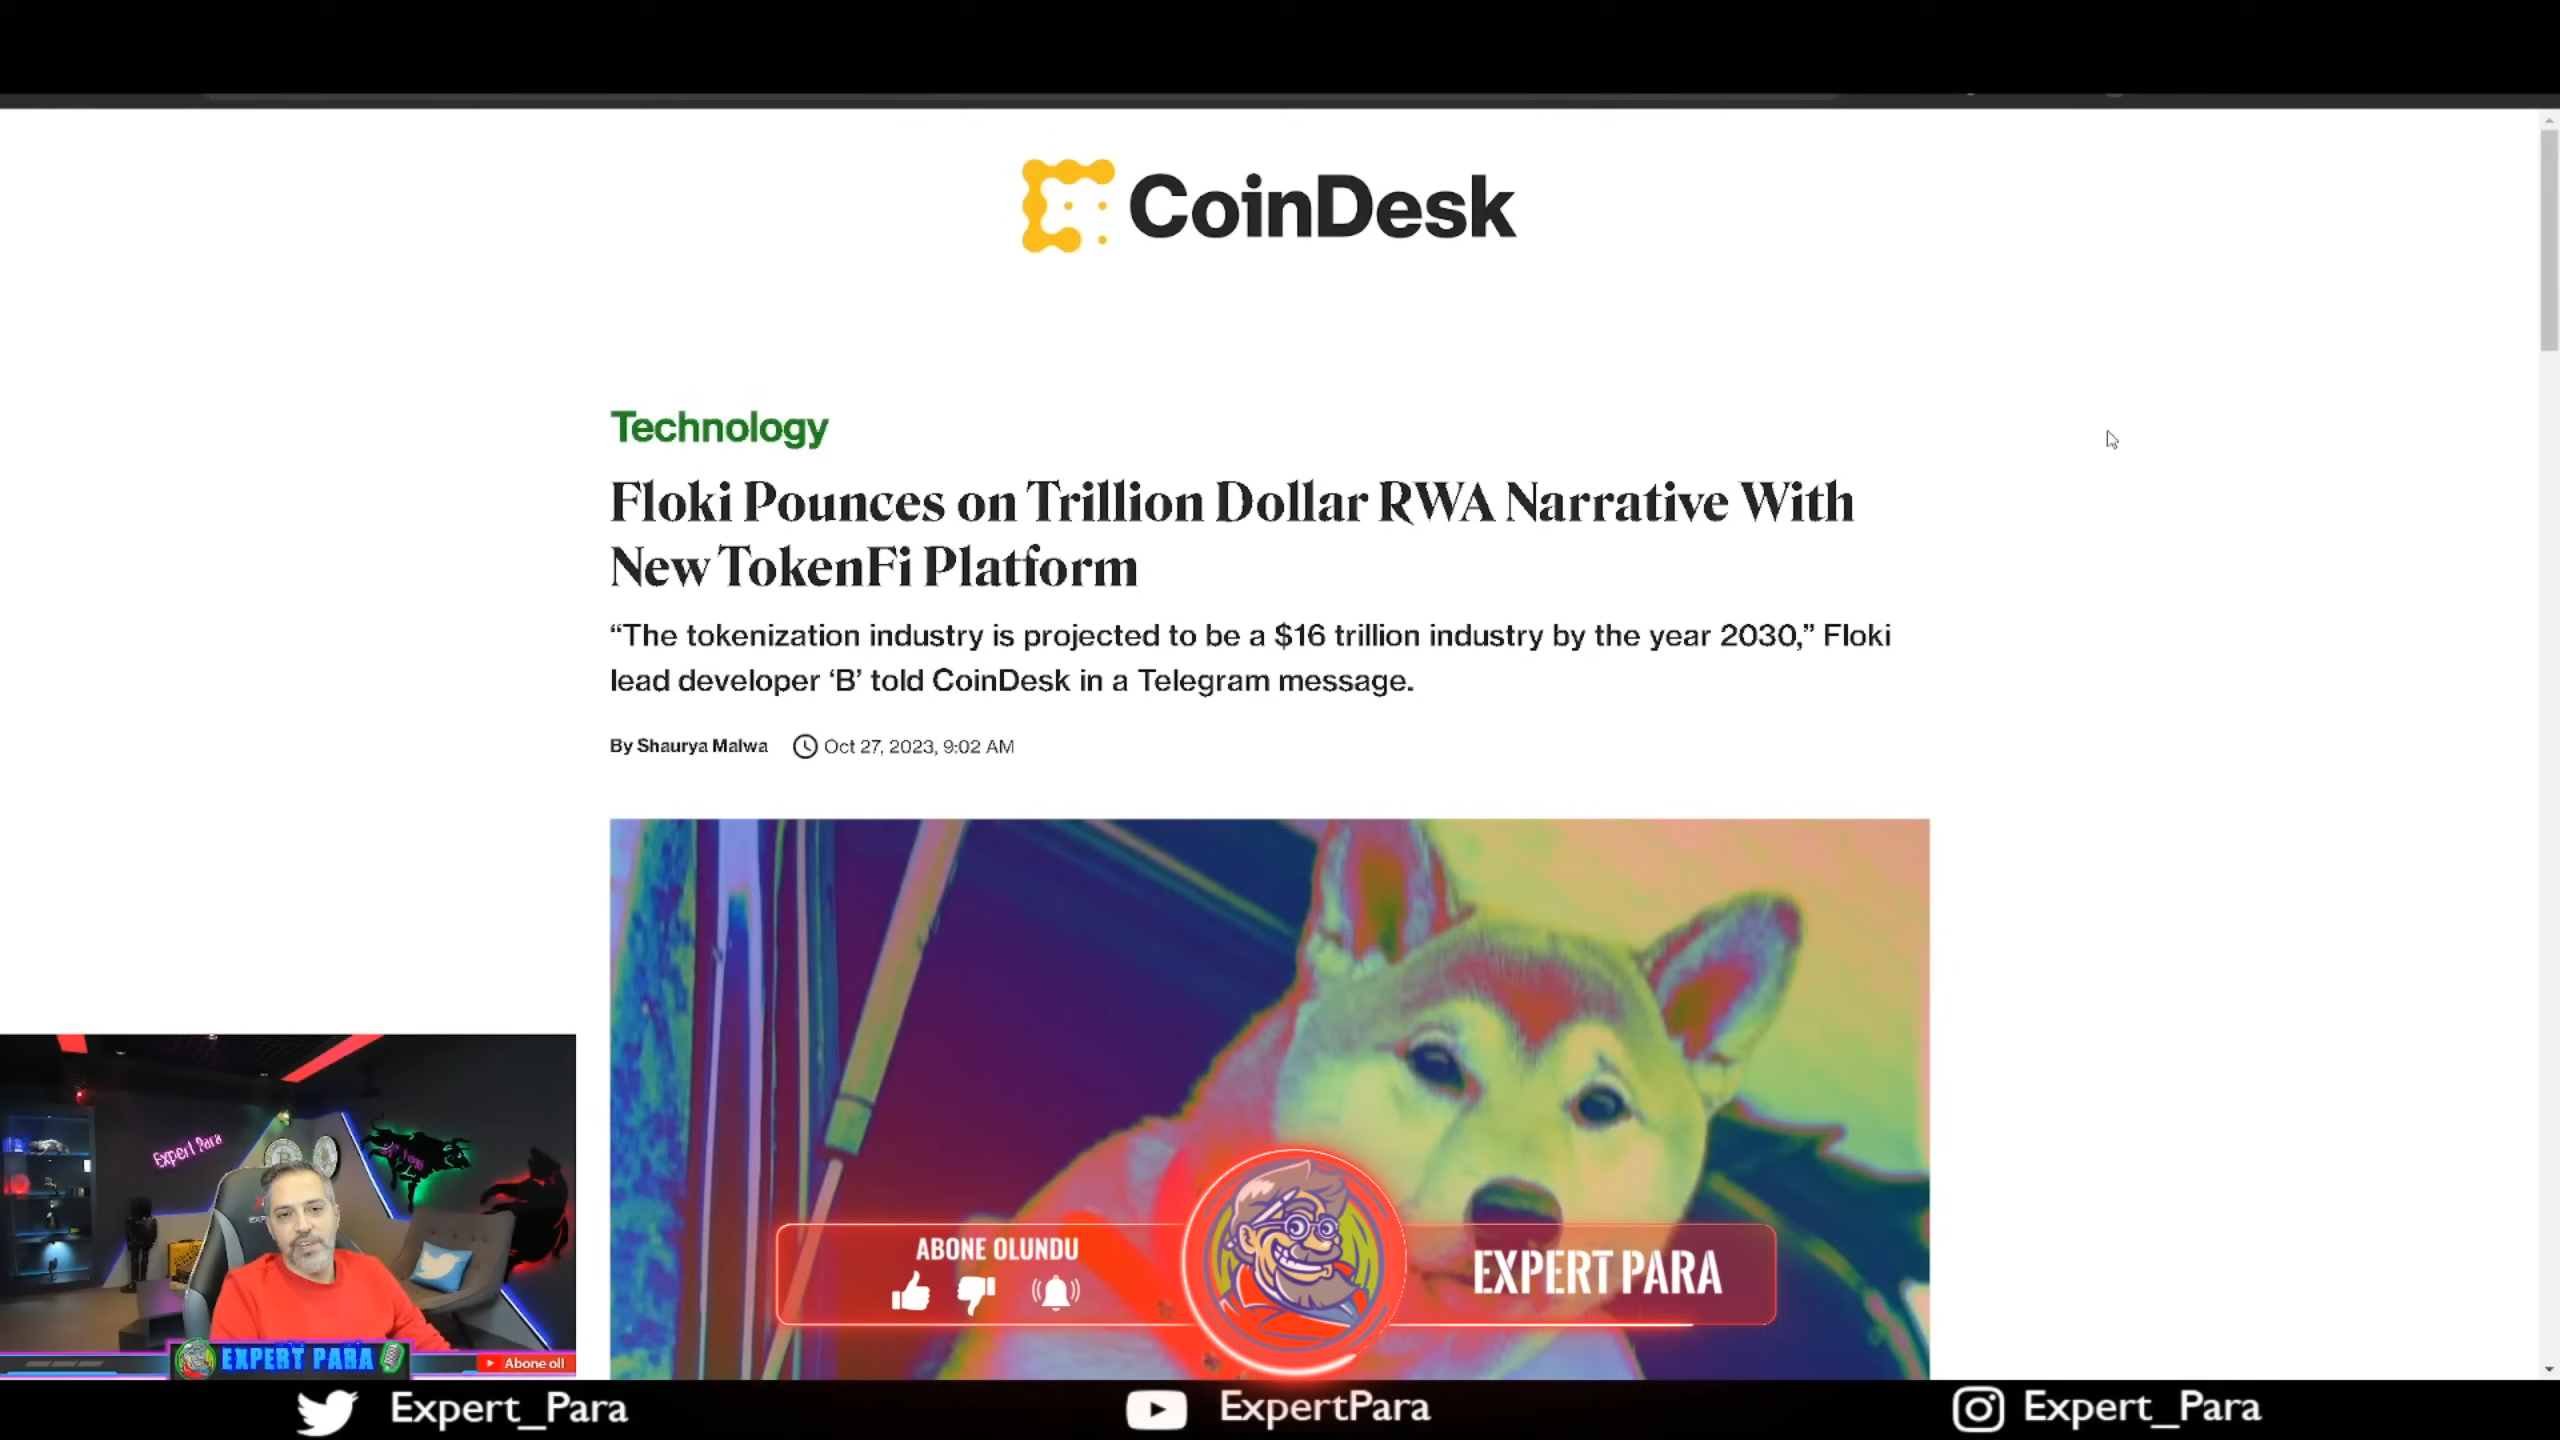 CoinDesk
Technology
Floki Pounces on Trillion Dollar RWA Narrative With
New TokenFi Platform
“The tokenization industry is projected to be a $16 trillion industry by the year 2030,” Floki
lead developer ‘B’ told CoinDesk in a Telegram message.
By Shaurya Malwa
Oct 27, 2023, 9:02 AM
Expert Para
ABONE OLUNDU
EXPERT PARA
EXPERT PARA
Abone oll
Expert_Para
ExpertPara
Expert_Para